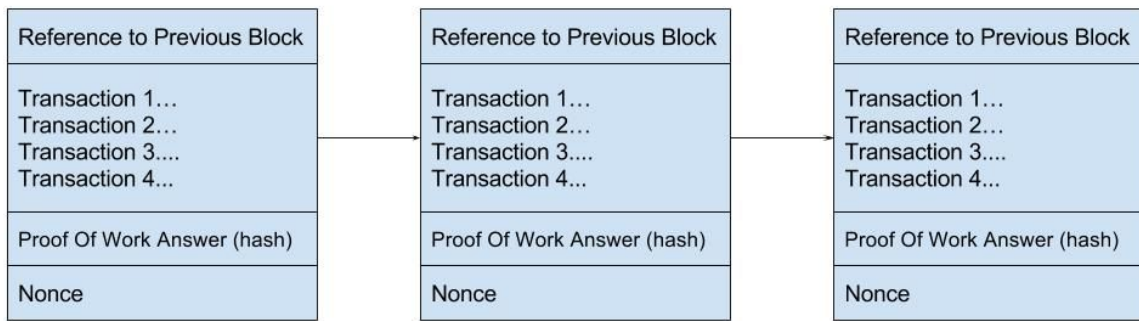 Reference to Previous Block
Transaction 1...
Transaction 2...
Transaction 3....
Transaction 4...
Proof Of Work Answer (hash)
Nonce
Reference to Previous Block
Transaction 1...
Transaction 2...
Transaction 3....
Transaction 4...
Proof Of Work Answer (hash)
Nonce
Reference to Previous Block
Transaction 1...
Transaction 2...
Transaction 3....
Transaction 4...
Proof Of Work Answer (hash)
Nonce